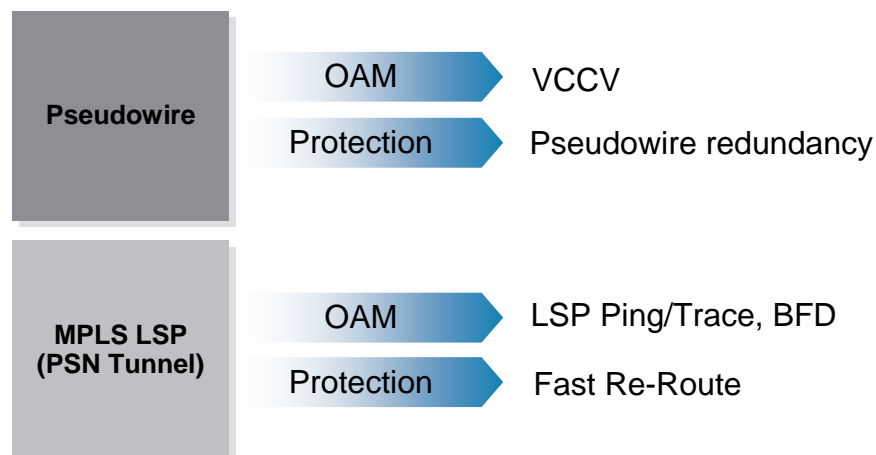 Pseudowire
OAM
VCCV
Protection
Pseudowire redundancy
MPLS LSP
(PSN Tunnel)
OAM
LSP Ping/Trace, BFD
Protection
Fast Re-Route